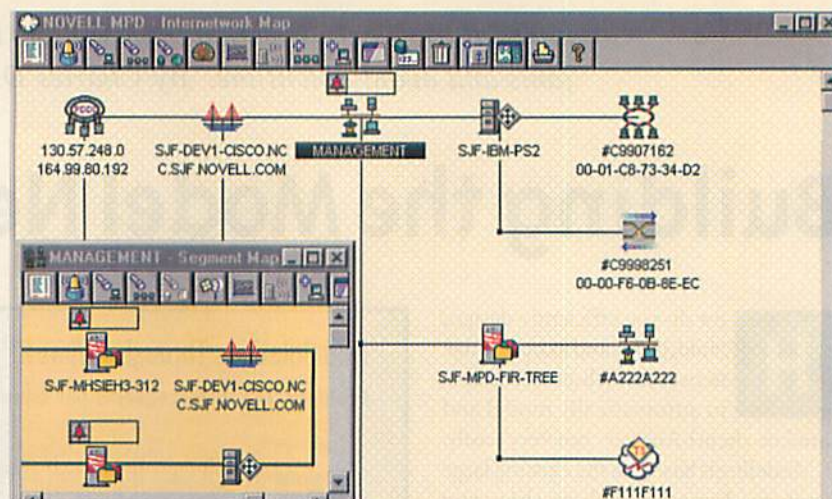 NOVELL MPD - Internetwork Map
FDDI
130.57.248.0
164.99.80.192
SJF-DEV1-CISCO.NC
C.SJF.NOVELL.COM
MANAGEMENT
SJF-IBM-PS2
#C9907162
00-01-C8-73-34-D2
#C9998251
00-00-F6-0B-8E-EC
SJF-MPD-FIR-TREE
#A222A222
#F111F111
MANAGEMENT - Segment Map
SJF-MHSIEH3-312
SJF-DEV1-CISCO.NC
C.SJF.NOVELL.COM